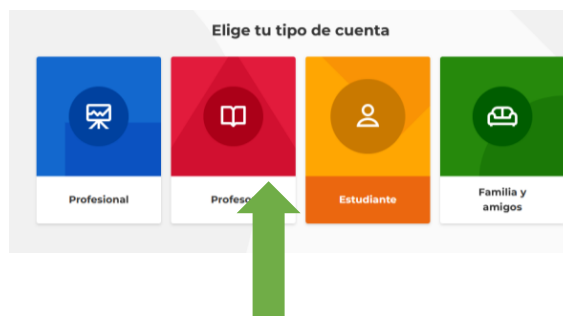 Elige tu tipo de cuenta
Profesional
Estudiante
Familia y
amigos